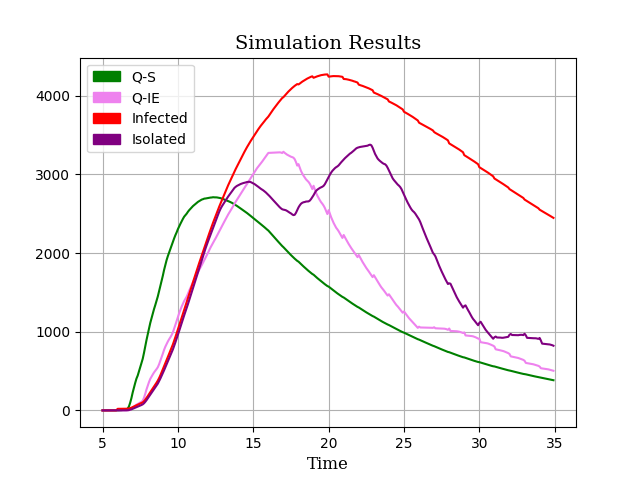 Simulation Results
Q-S
Q-IE
Infected
Isolated
4000
3000
2000
1000
0
5 10 15 20 25 30 35
Time